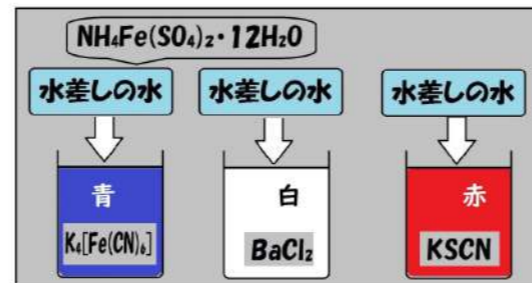 NH₄Fe(SO₄)₂・12H₂O
水差しの水
水差しの水
水差しの水
青
K₄[Fe(CN)₆]
白
BaCl₂
赤
KSCN